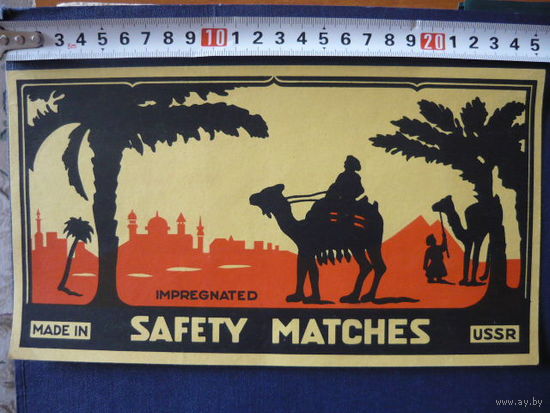 3 4 5 6 7 8 9 10 1 2 3 4 5 6 7 8 9 20 1 2 3 4 5
IMPREGNATED
MADE IN SAFETY MATCHES USSR
www.ay.by